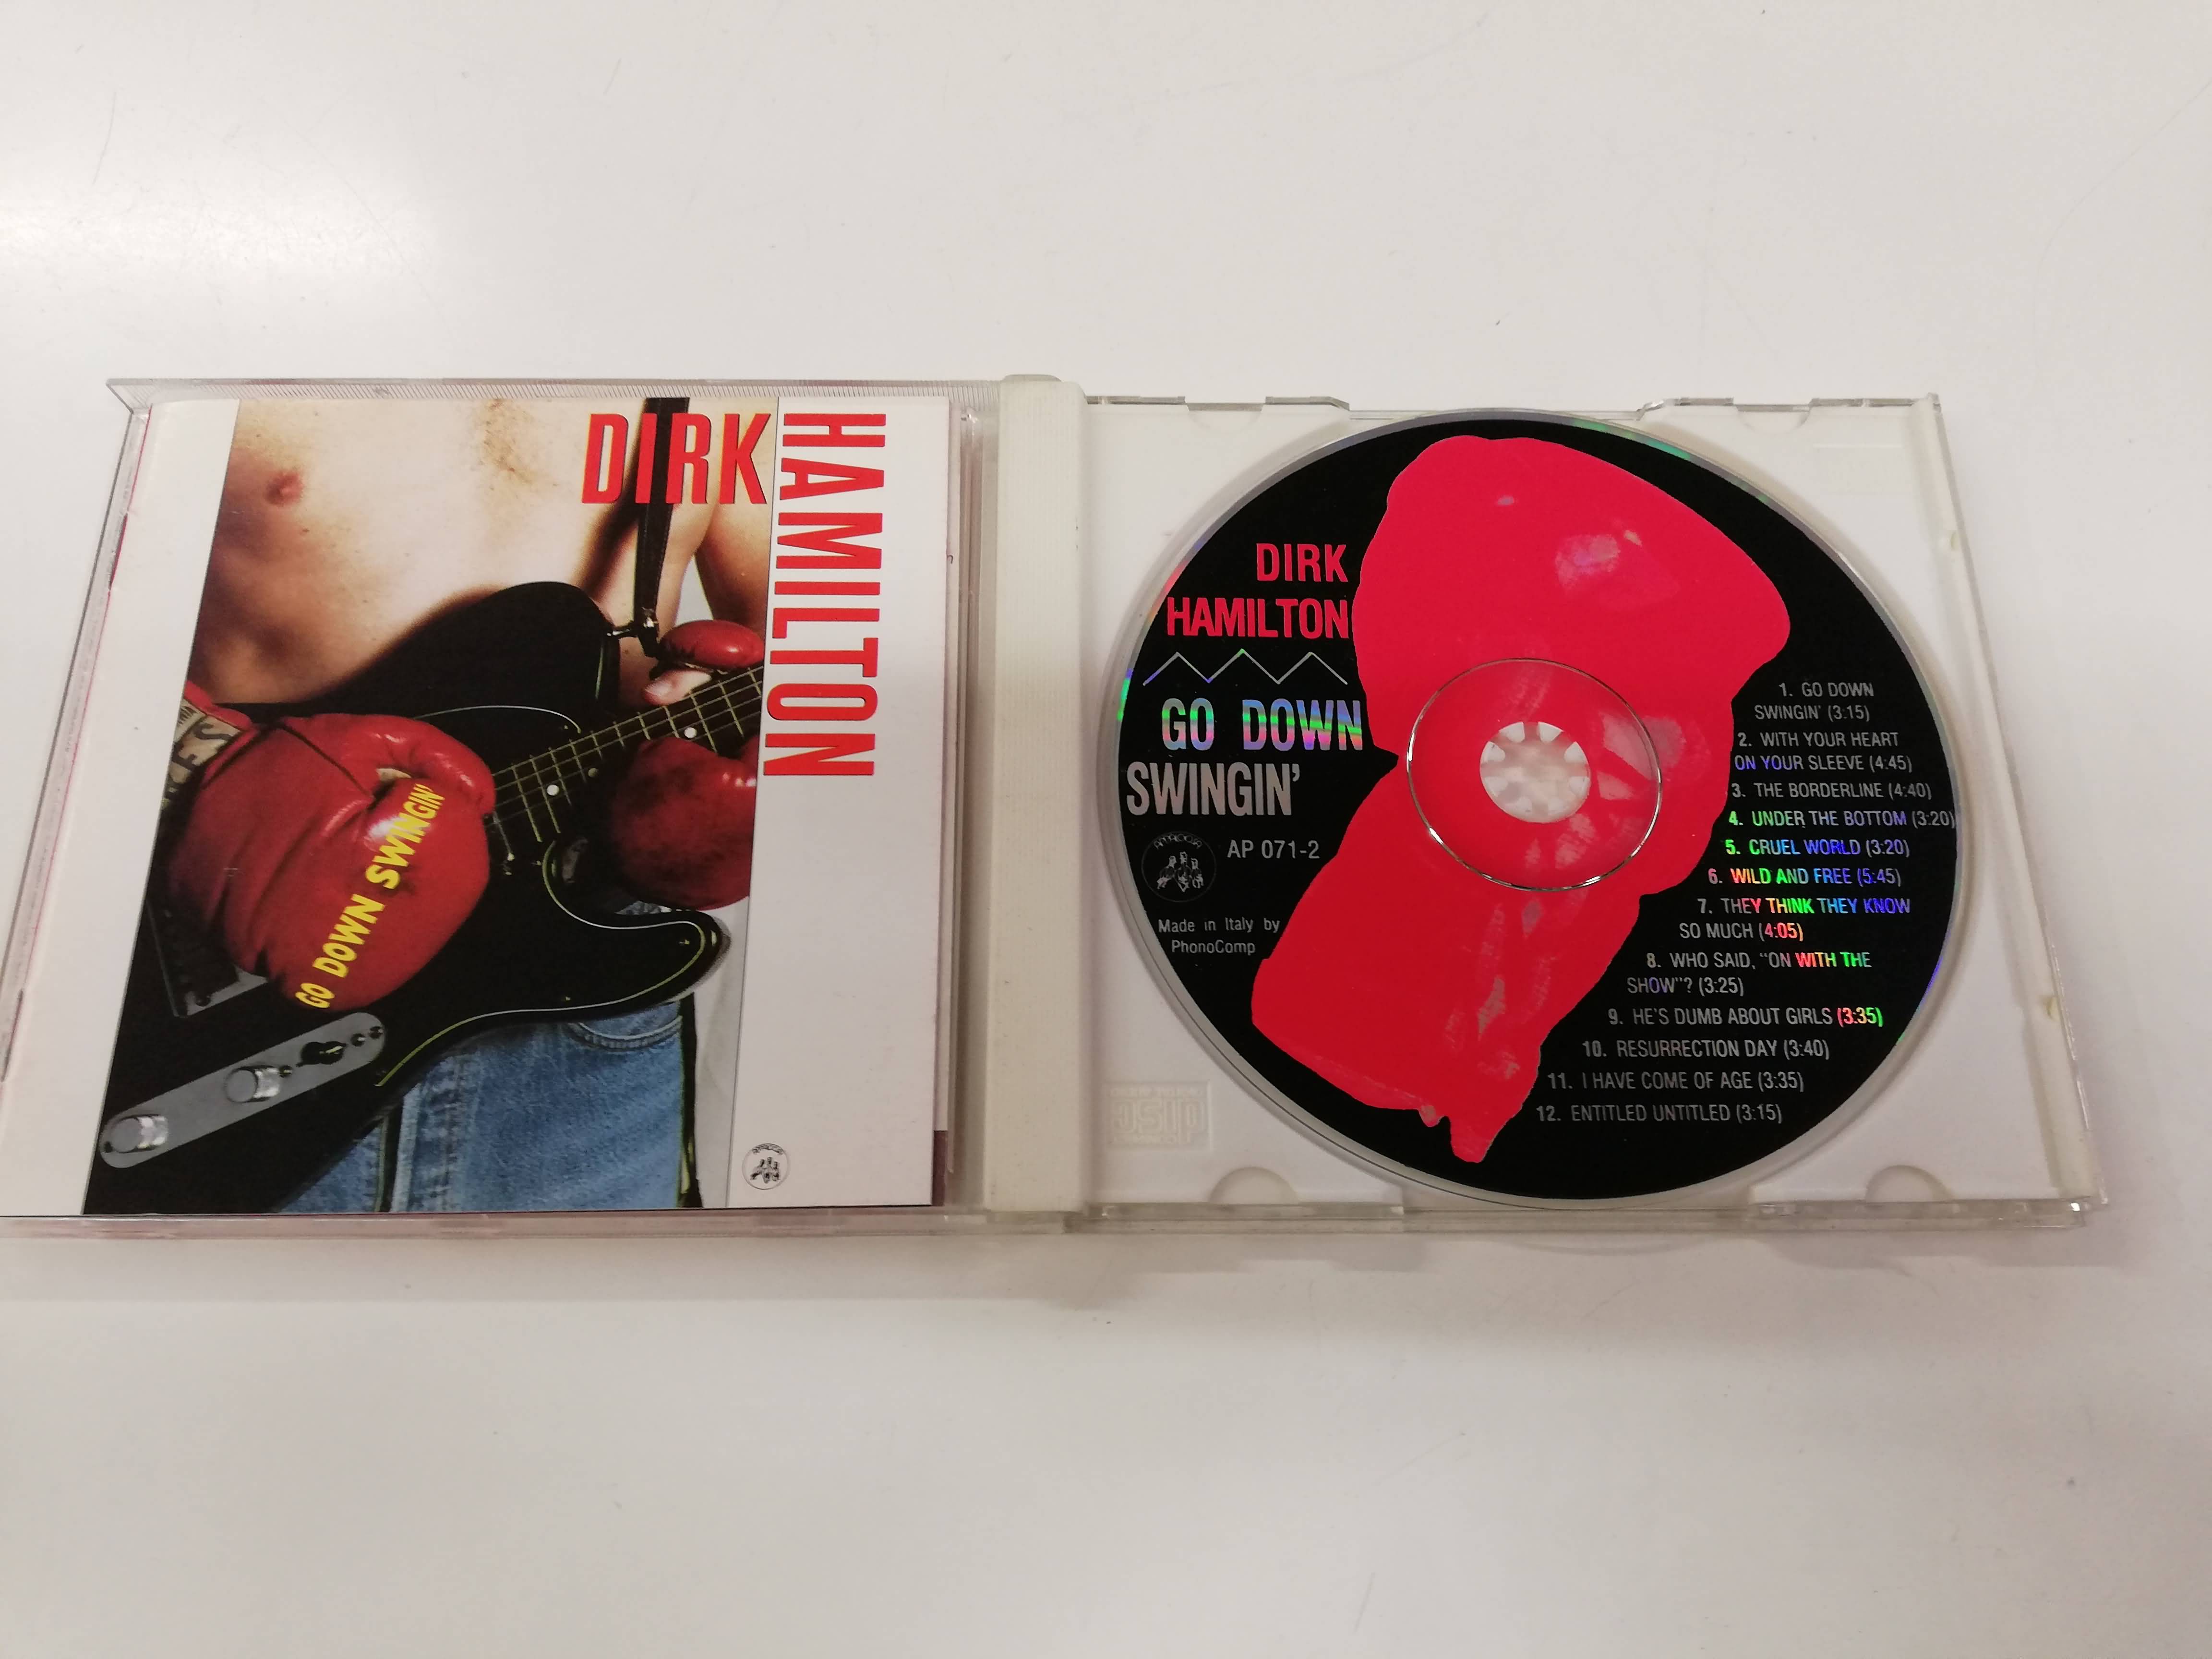 DIRK
HAMILTON
GO DOWN SWINGIN'
DIRK
HAMILTON
GO DOWN
SWINGIN'
AP 071-2
Made in Italy by
PhonoComp
1. GO DOWN
SWINGIN' (3:15)
2. WITH YOUR HEART
ON YOUR SLEEVE (4:45)
3. THE BORDERLINE (4:40)
4. UNDER THE BOTTOM (3:20)
5. CRUEL WORLD (3:20)
6. WILD AND FREE (5:45)
7. THEY THINK THEY KNOW
SO MUCH (4:05)
8. WHO SAID, "ON WITH THE
SHOW"? (3:25)
9. HE'S DUMB ABOUT GIRLS (3:35)
10. RESURRECTION DAY (3:40)
11. I HAVE COME OF AGE (3:35)
12. ENTITLED UNTITLED (3:15)